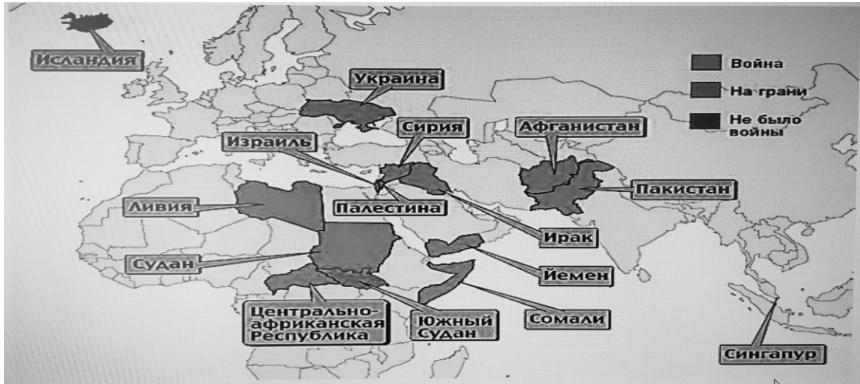 Исландия
Украина
Сирия
Израиль
Афганистан
Пакистан
Палестина
Ливия
Ирак
Йемен
Судан
Центрально-
африканская
Республика
Южный
Судан
Сомали
Сингапур
Война
На грани
Не было
войны